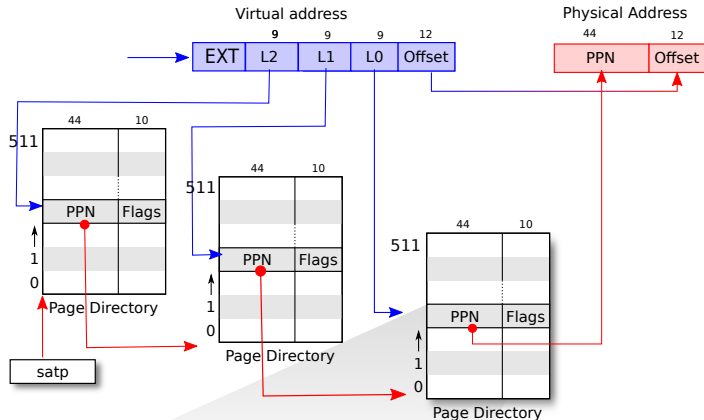 Virtual address
Physical Address
9 9 9 12
44 12
EXT L2 L1 L0 Offset
PPN Offset
44 10
511
PPN Flags
1
0
Page Directory
satp
44 10
511
PPN Flags
1
0
Page Directory
44 10
511
PPN Flags
1
0
Page Directory